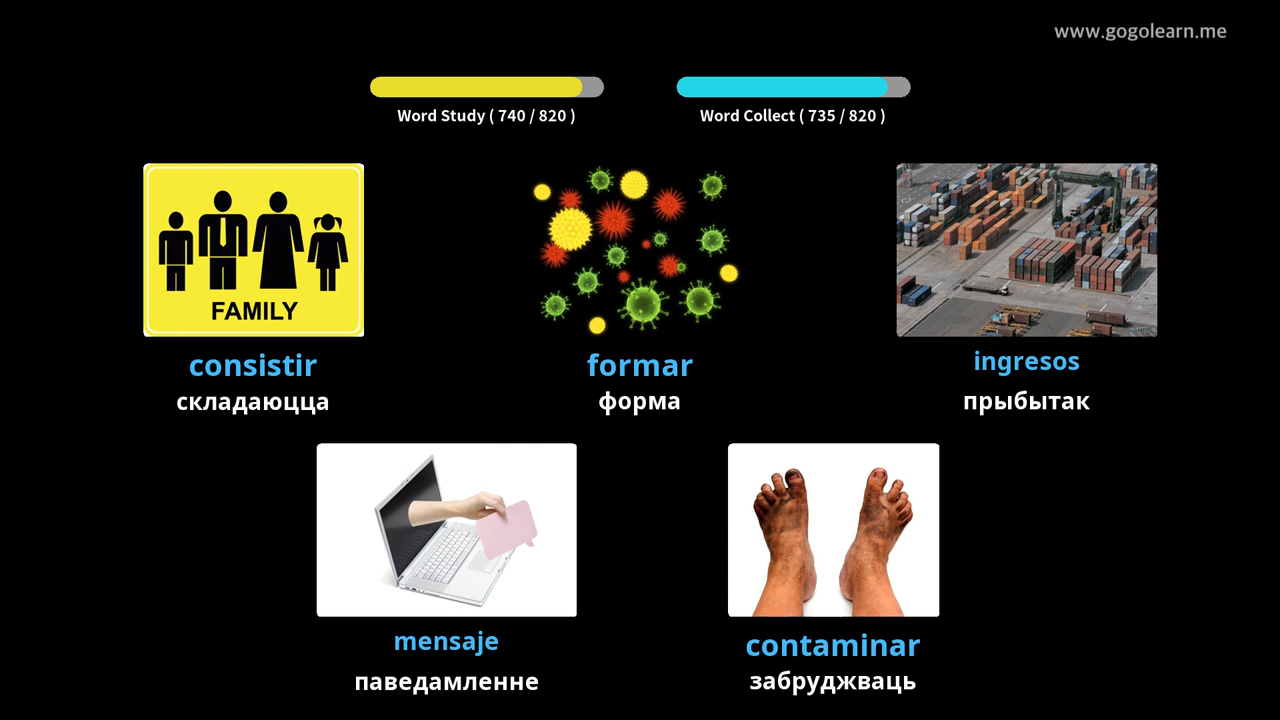 www.gogolearn.me
Word Study ( 740 / 820 )
Word Collect ( 735 / 820 )
FAMILY
consistir
складаюцца
formar
форма
ingresos
прыбытак
mensaje
паведамленне
contaminar
забруджваць